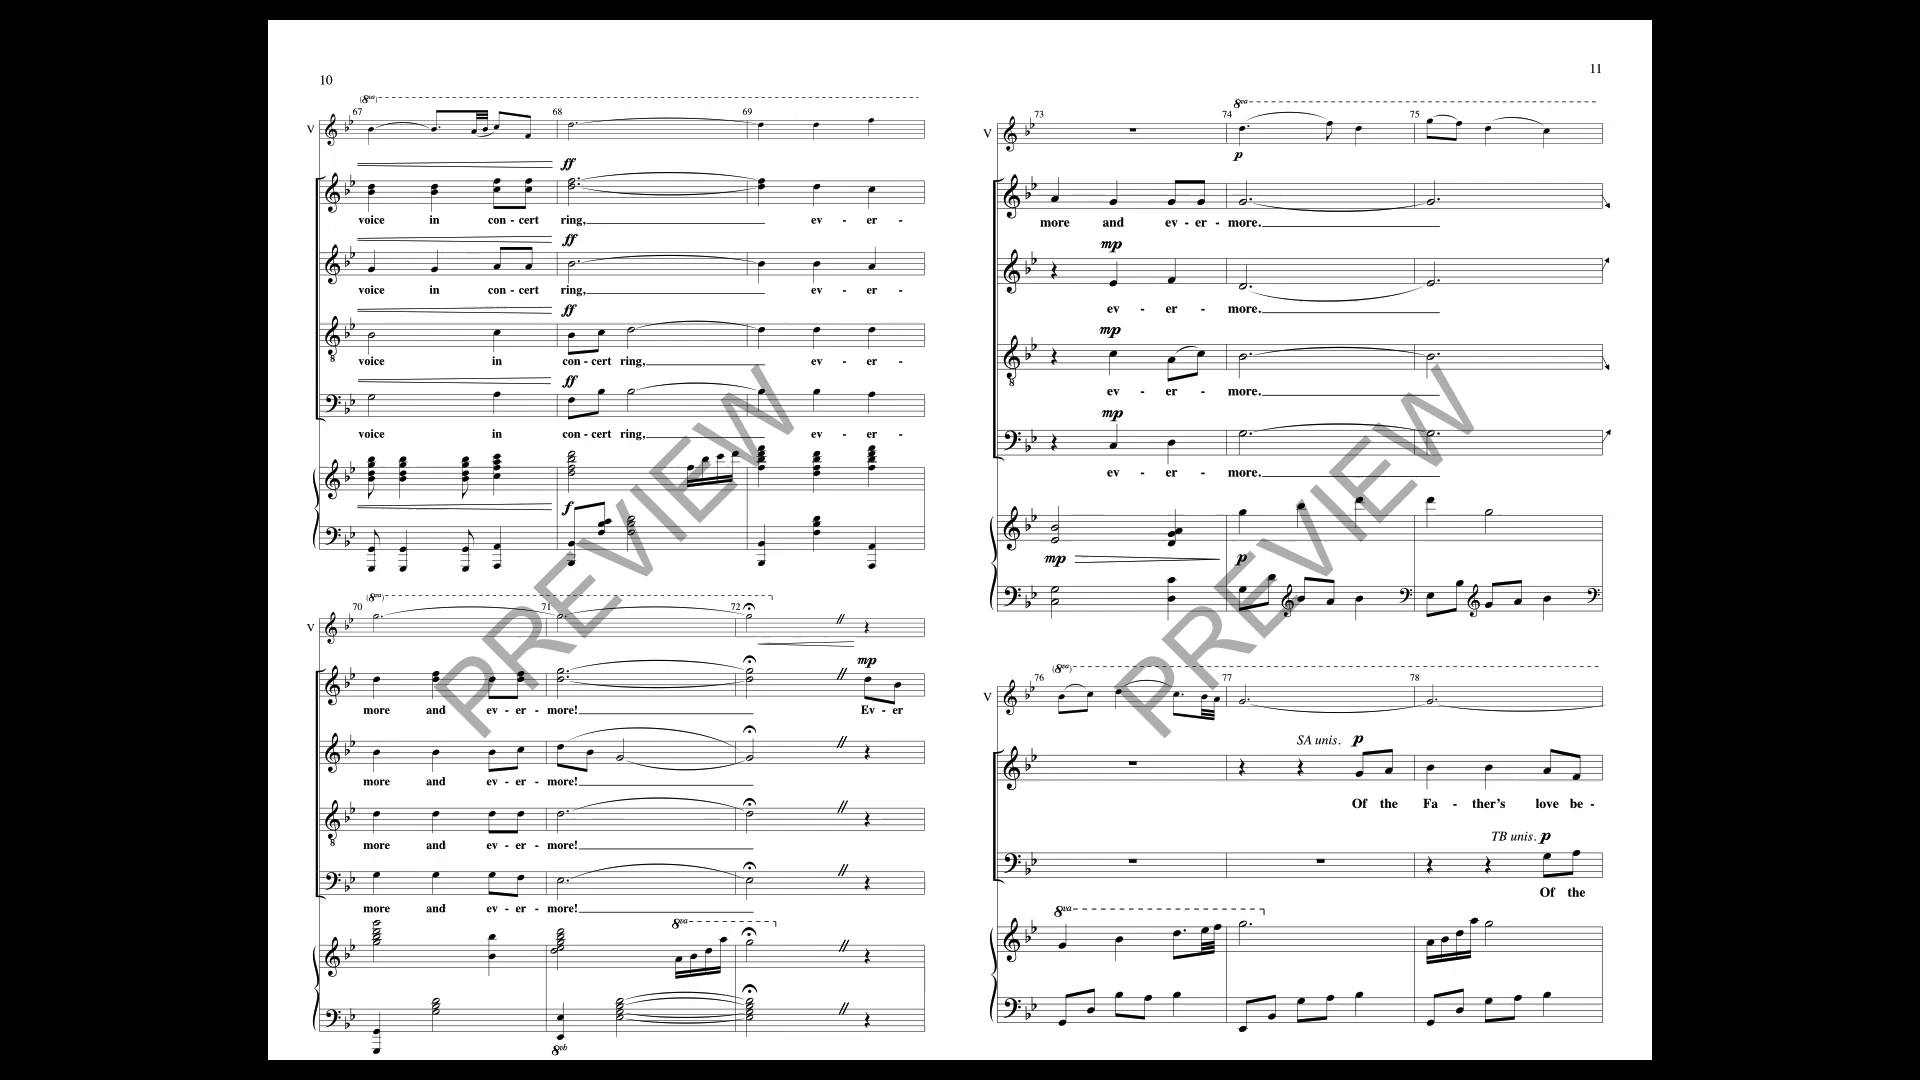 10
(8va)
67 68 69
V
ff
voice in con - cert ring, ev - er -
ff
voice in con - cert ring, ev - er -
ff
voice in con - cert ring, ev - er -
ff
voice in con - cert ring, ev - er -
f
(8va)
70 71 72
V
mp
more and ev - er - more! Ev - er
more and ev - er - more!
more and ev - er - more!
more and ev - er - more!
8va
8vb
PREVIEW
11
8va
73 74 75
V
p
more and ev - er - more.
mp
ev - er - more.
mp
ev - er - more.
mp
ev - er - more.
mp p
(8va)
76 77 78
V
SA unis. p
Of the Fa - ther's love be -
TB unis. p
Of the
8va
PREVIEW